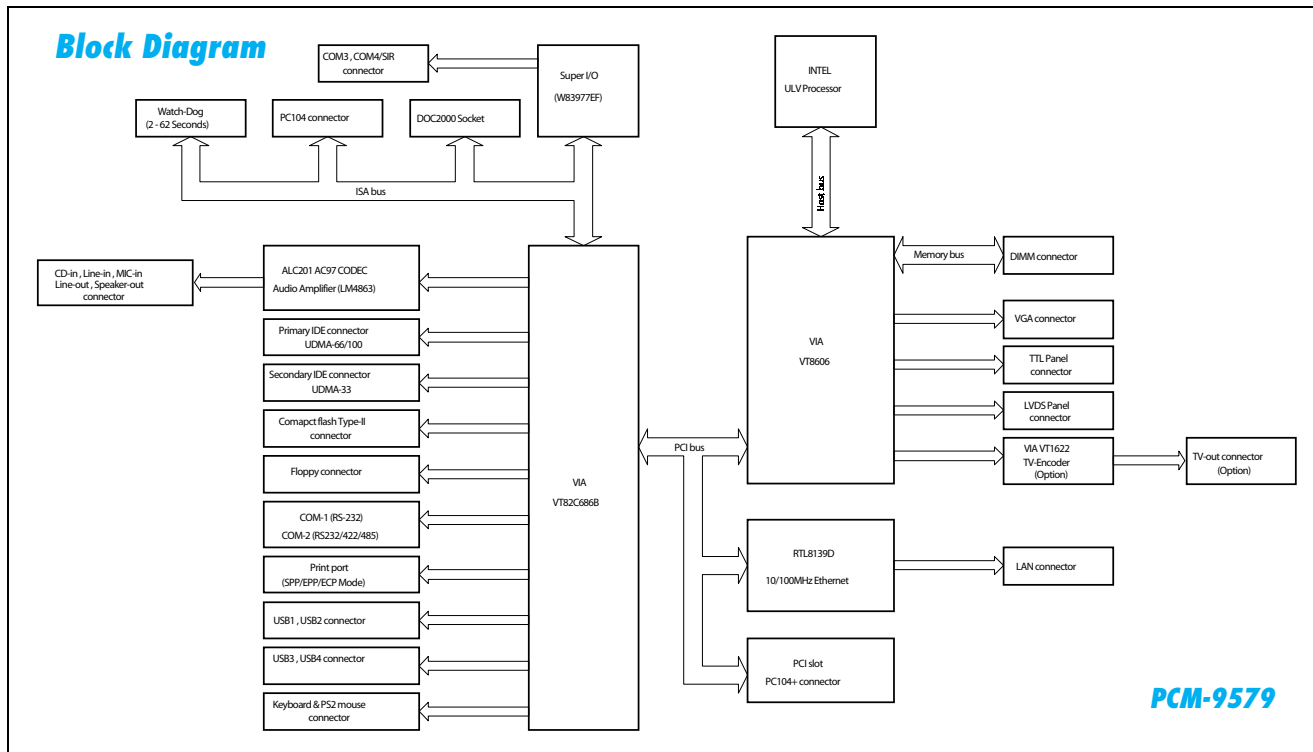 Block Diagram
COM3 , COM4/SIR
connector
Super I/O
(W83977EF)
INTEL
ULV Processor
Watch-Dog
(2 - 62 Seconds)
PC104 connector
DOC2000 Socket
ISA bus
Host bus
ALC201 AC97 CODEC
Audio Amplifier (LM4863)
CD-in , Line-in , MIC-in
Line-out , Speaker-out
connector
Primary IDE connector
UDMA-66/100
Secondary IDE connector
UDMA-33
Comapct flash Type-II
connector
Floppy connector
COM-1 (RS-232)
COM-2 (RS232/422/485)
Print port
(SPP/EPP/ECP Mode)
USB1 , USB2 connector
USB3 , USB4 connector
Keyboard & PS2 mouse
connector
VIA
VT82C686B
PCI bus
VIA
VT8606
Memory bus
DIMM connector
VGA connector
TTL Panel
connector
LVDS Panel
connector
VIA VT1622
TV-Encoder
(Option)
TV-out connector
(Option)
RTL8139D
10/100MHz Ethernet
LAN connector
PCI slot
PC104+ connector
PCM-9579